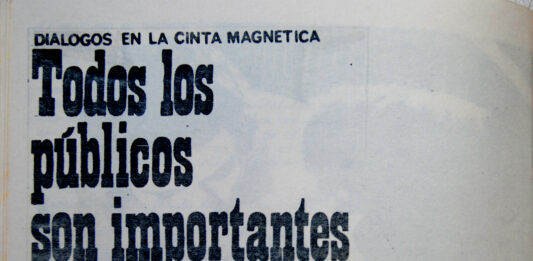 DIALOGOS EN LA CINTA MAGNETICA
Todos los
públicos
son importantes